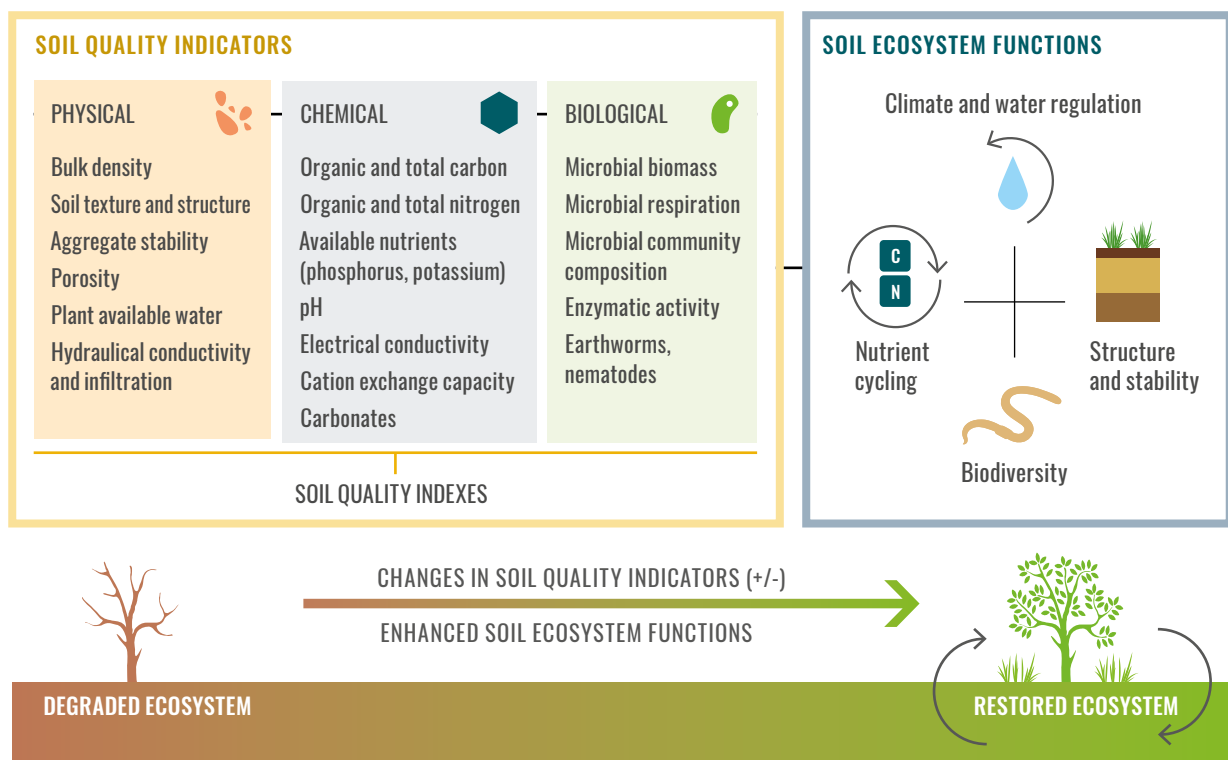 SOIL QUALITY INDICATORS
PHYSICAL
Bulk density
Soil texture and structure
Aggregate stability
Porosity
Plant available water
Hydraulical conductivity
and infiltration
CHEMICAL
Organic and total carbon
Organic and total nitrogen
Available nutrients
(phosphorus, potassium)
pH
Electrical conductivity
Cation exchange capacity
Carbonates
BIOLOGICAL
Microbial biomass
Microbial respiration
Microbial community
composition
Enzymatic activity
Earthworms,
nematodes
SOIL QUALITY INDEXES
SOIL ECOSYSTEM FUNCTIONS
Climate and water regulation
C
N
Nutrient
cycling
Structure
and stability
Biodiversity
CHANGES IN SOIL QUALITY INDICATORS (+/-)
ENHANCED SOIL ECOSYSTEM FUNCTIONS
DEGRADED ECOSYSTEM
RESTORED ECOSYSTEM